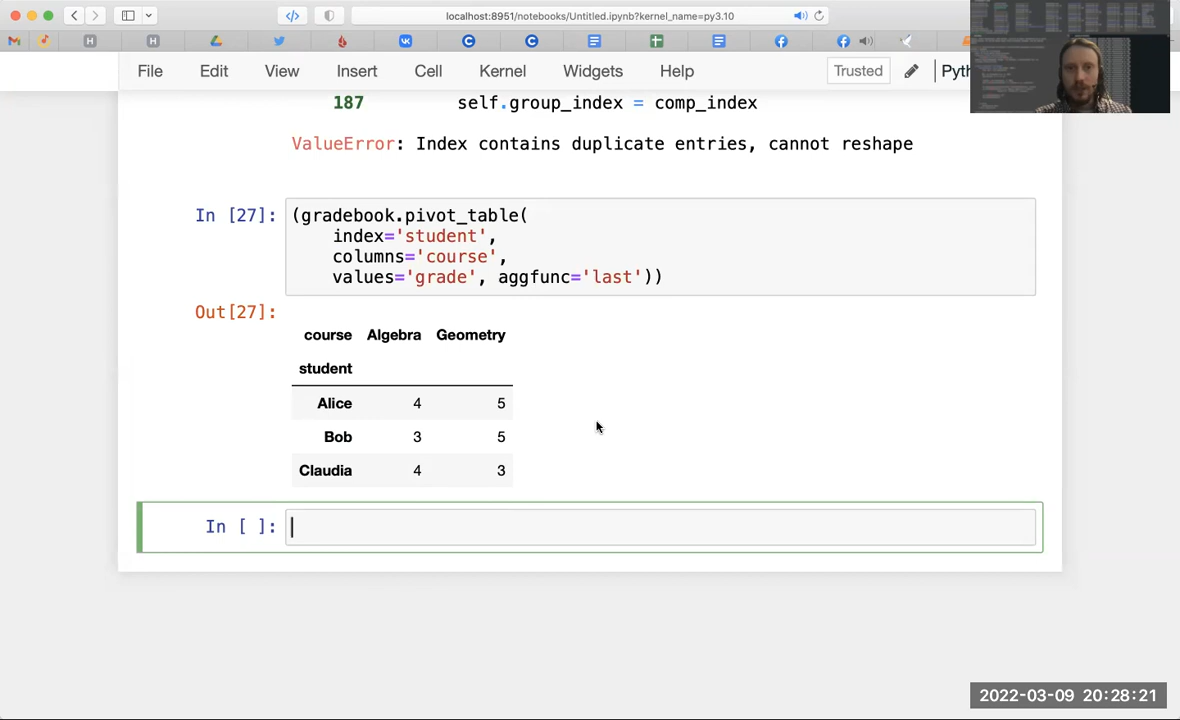 localhost:8951/notebooks/Untitled.ipynb?kernel_name=py3.10
File Edit View Insert Cell Kernel Widgets Help Trusted Pyth
187 self.group_index = comp_index
ValueError: Index contains duplicate entries, cannot reshape
In [27]: (gradebook.pivot_table(
index='student',
columns='course',
values='grade', aggfunc='last'))
Out[27]:
course Algebra Geometry
student
Alice 4 5
Bob 3 5
Claudia 4 3
In [ ]:
2022-03-09 20:28:21